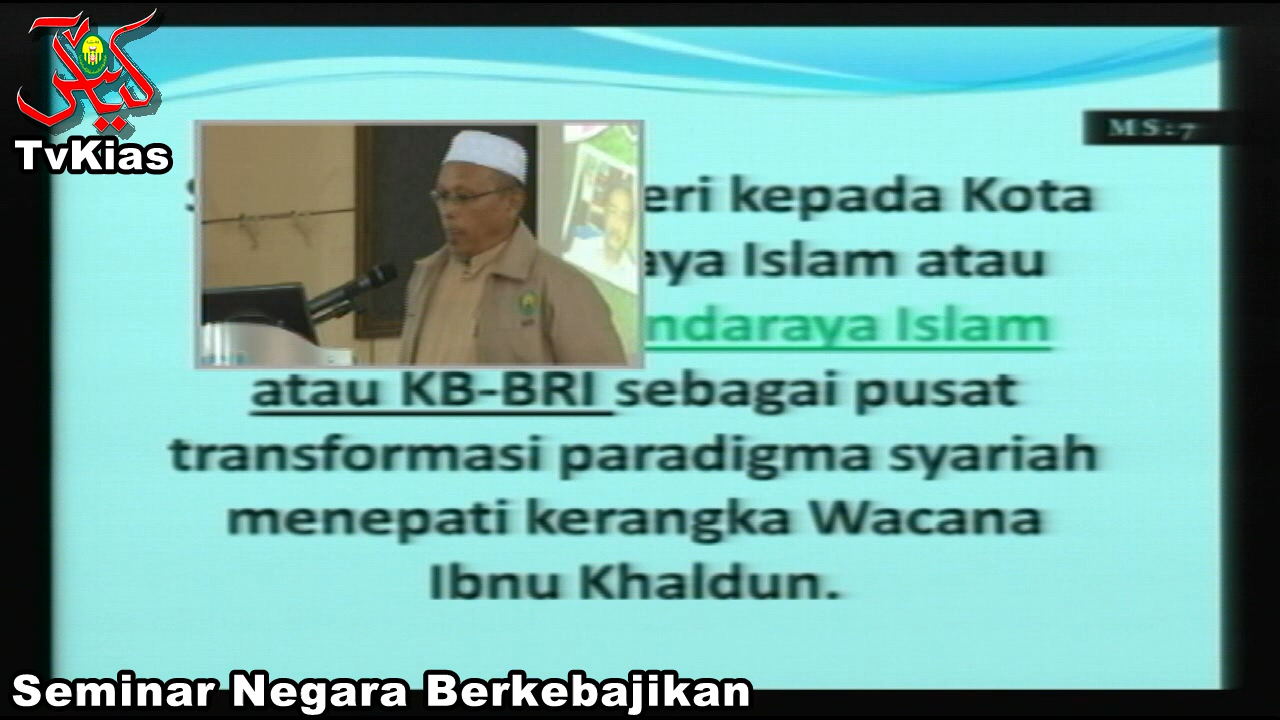 كياس
TvKias
MS:7
eri kepada Kota
aya Islam atau
ndaraya Islam
atau KB-BRI sebagai pusat
transformasi paradigma syariah
menepati kerangka Wacana
Ibnu Khaldun.
Seminar Negara Berkebajikan